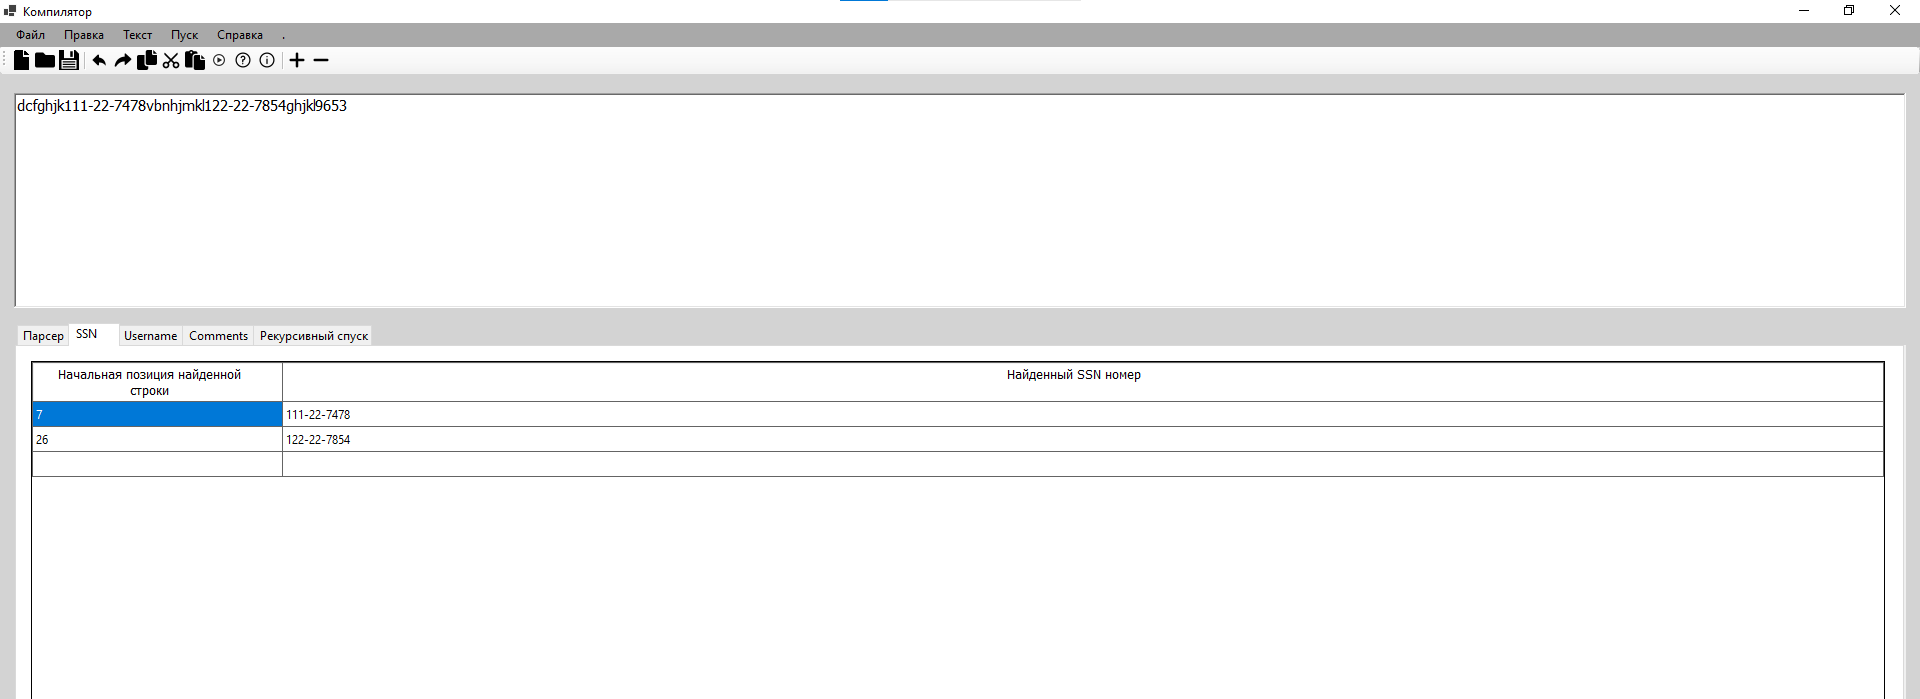 Компилятор
Файл Правка Текст Пуск Справка .
dcfghjk111-22-7478vbnhjmkl122-22-7854ghjkl9653
Парсер SSN Username Comments Рекурсивный спуск
Начальная позиция найденной
строки
Найденный SSN номер
7 111-22-7478
26 122-22-7854